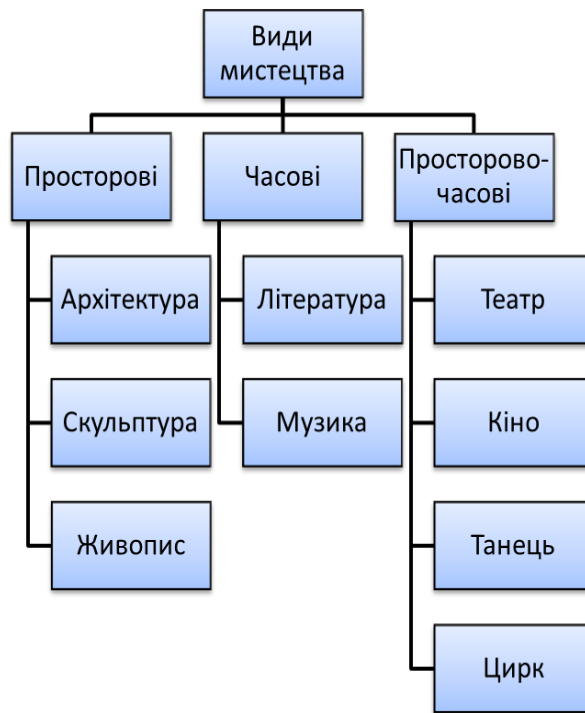 Види
мистецтва
Просторові
Часові
Просторово-
часові
Архітектура
Література
Театр
Скульптура
Музика
Кіно
Живопис
Танець
Цирк